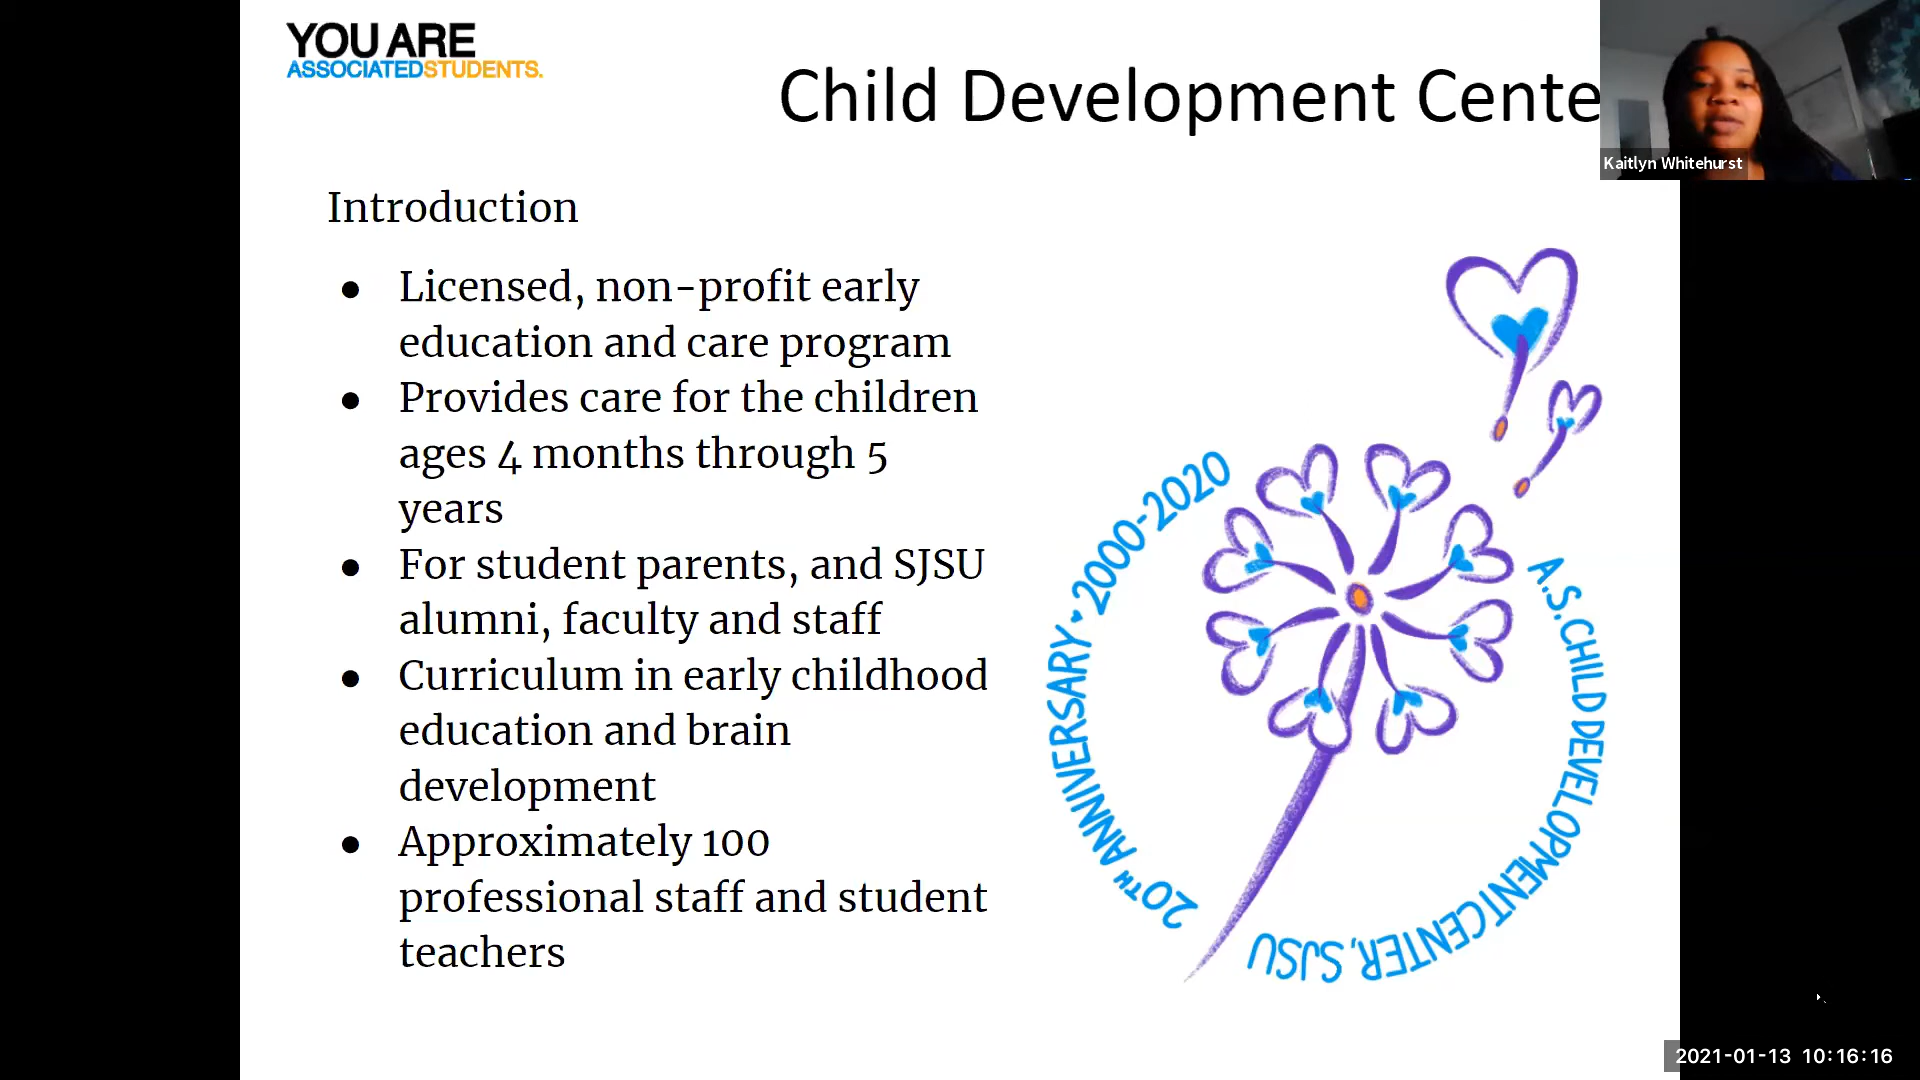 YOU ARE
ASSOCIATEDSTUDENTS.
Child Development Cente
Kaitlyn Whitehurst
Introduction
● Licensed, non-profit early
education and care program
● Provides care for the children
ages 4 months through 5
years
● For student parents, and SJSU
alumni, faculty and staff
● Curriculum in early childhood
education and brain
development
● Approximately 100
professional staff and student
teachers
20TH ANNIVERSARY • 2000-2020
A.S. CHILD DEVELOPMENT CENTER, SJSU
2021-01-13 10:16:16